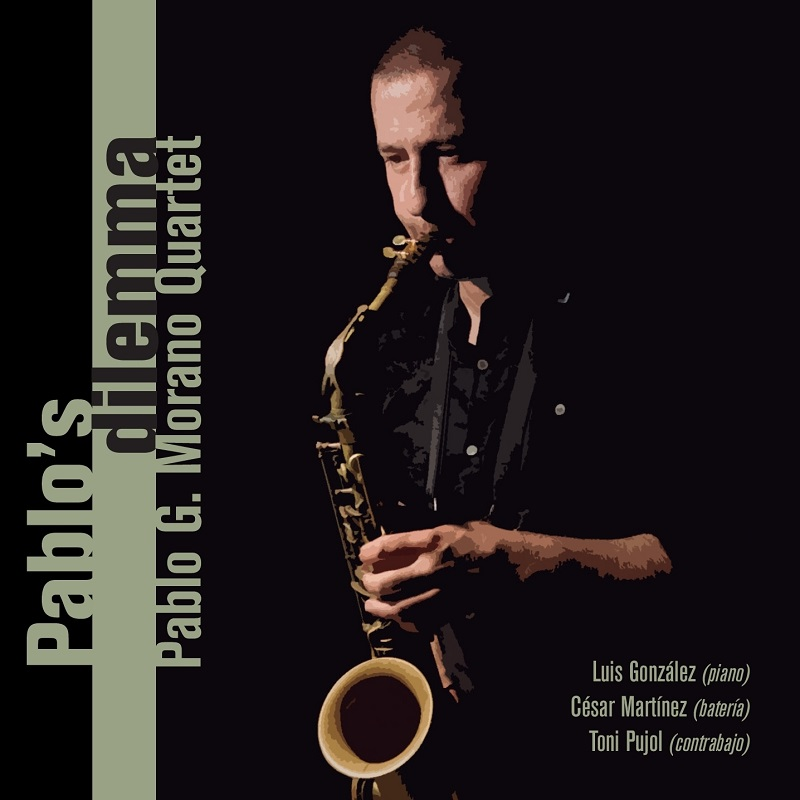 Pablo's
dilemma
Pablo G. Morano Quartet
Luis González (piano)
César Martínez (batería)
Toni Pujol (contrabajo)